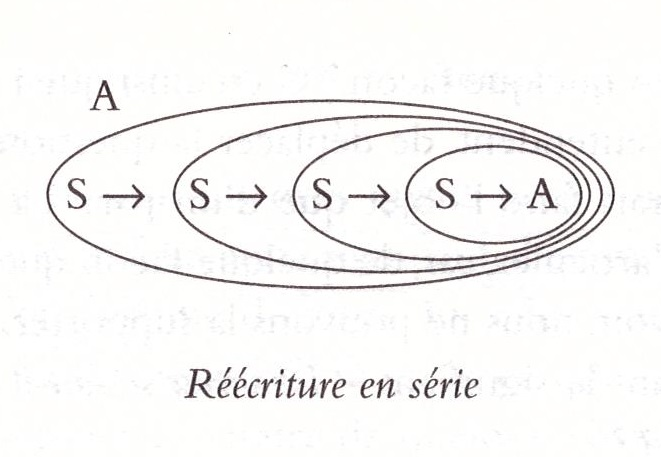 A
S → S → S → S → A
Réécriture en série